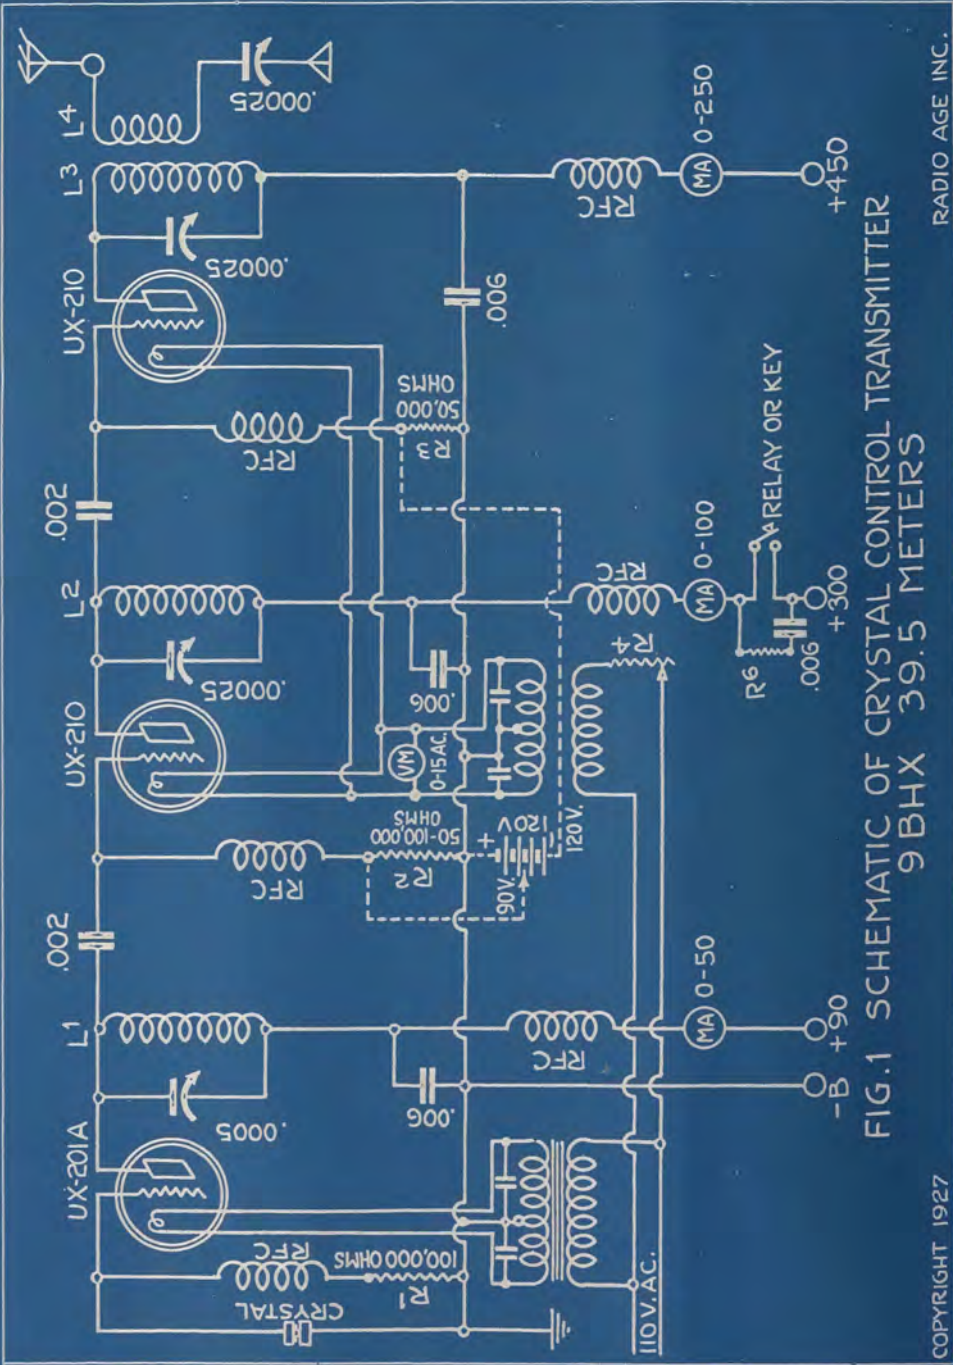 UX-201A
L1
.002
UX-210
L2
.002
UX-210
L3
L4
.0005
.00025
.00025
.00025
CRYSTAL
RFC
R1
100,000 OHMS
RFC
R2
50-100,000
OHMS
RFC
R3
50,000
OHMS
.006
VM
0-15 AC.
.006
.006
90V.
+
120V
-
120V.
R4
RFC
RFC
RFC
110 V. AC.
MA 0-50
MA 0-100
MA 0-250
R6
RELAY OR KEY
.006
-B
+90
+300
+450
FIG.1 SCHEMATIC OF CRYSTAL CONTROL TRANSMITTER
9BHX 39.5 METERS
COPYRIGHT 1927
RADIO AGE INC.